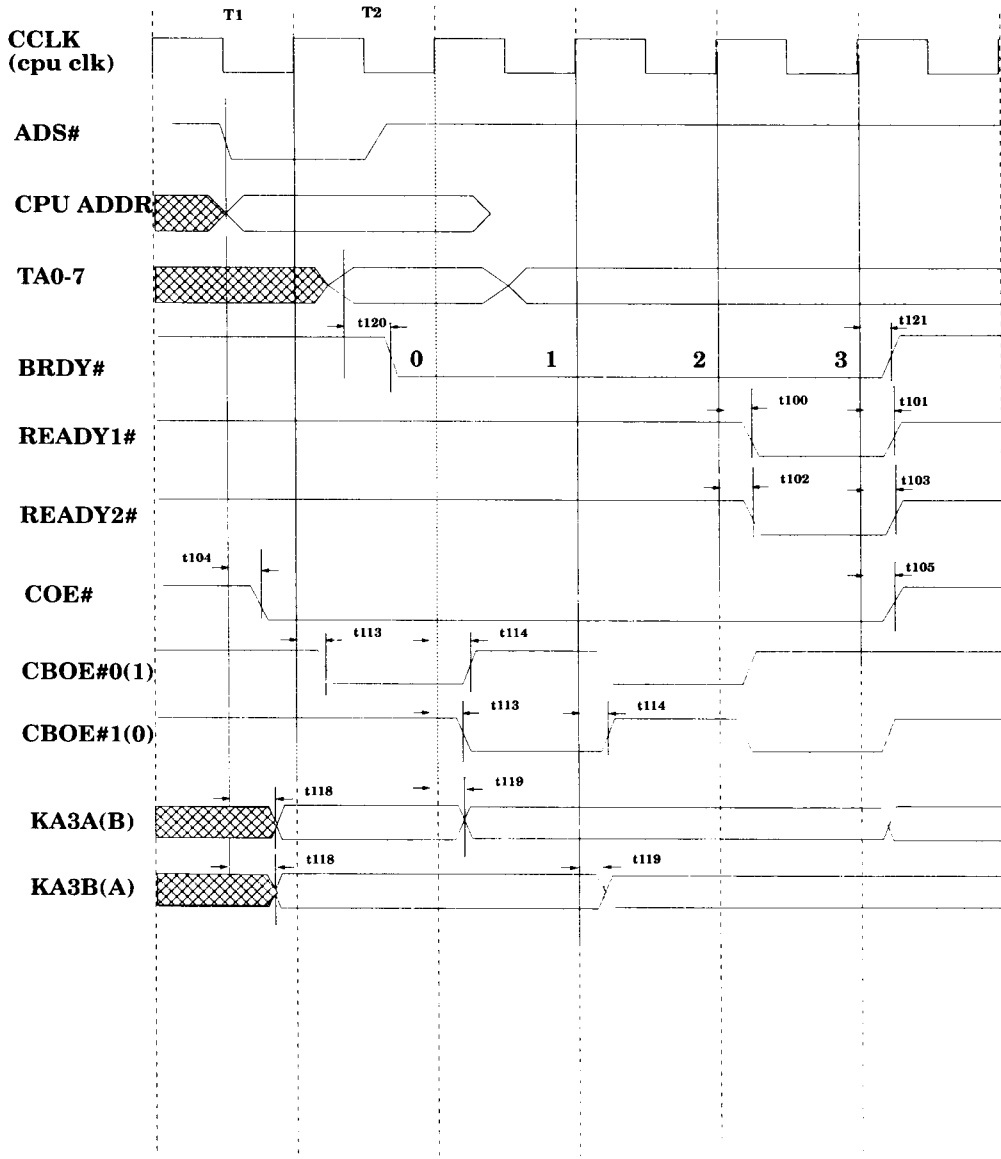 T1 T2
CCLK
(cpu clk)
ADS#
CPU ADDR
TA0-7
t120 t121
BRDY# 0 1 2 3
t100 t101
READY1#
t102 t103
READY2#
t104 t105
COE#
t113 t114
CBOE#0(1)
t113 t114
CBOE#1(0)
t118 t119
KA3A(B)
t118 t119
KA3B(A)